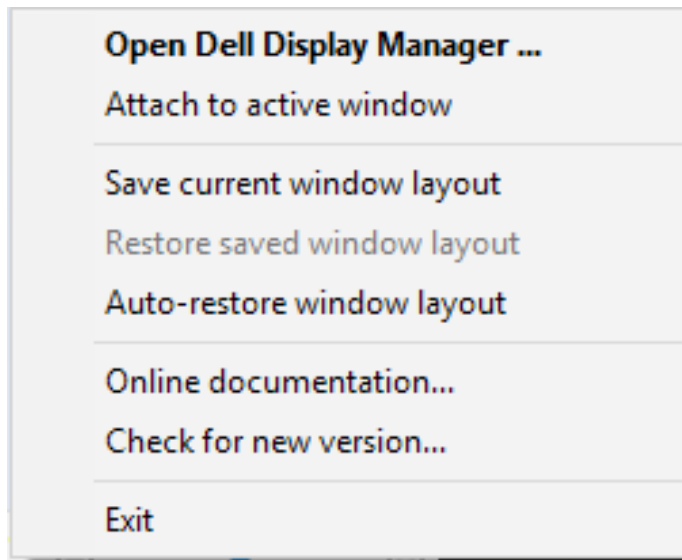 Open Dell Display Manager ...
Attach to active window
Save current window layout
Restore saved window layout
Auto-restore window layout
Online documentation...
Check for new version...
Exit